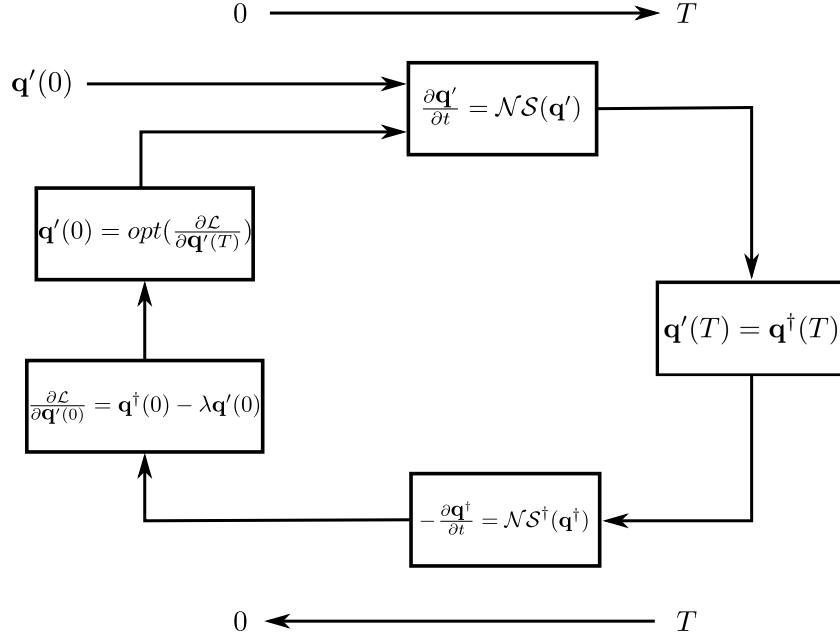 0 T
𝐪′(0)
∂𝐪′/∂t = 𝒩𝒮(𝐪′)
𝐪′(0) = opt(∂ℒ/∂𝐪′(T))
𝐪′(T) = 𝐪†(T)
∂ℒ/∂𝐪′(0) = 𝐪†(0) − λ𝐪′(0)
−∂𝐪†/∂t = 𝒩𝒮†(𝐪†)
0 T